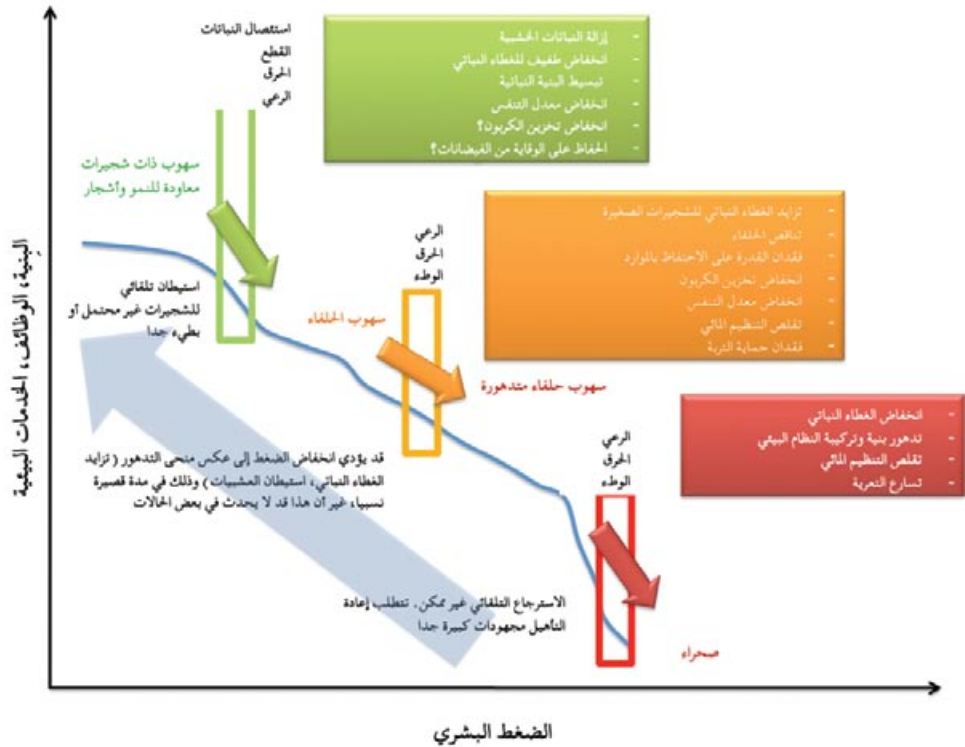 استئصال النباتات
القطع
الحرق
الرعي
- إزالة النباتات الخشبية
- انخفاض طفيف للغطاء النباتي
- تبسيط البنية النباتية
- انخفاض معدل التنفس
- انخفاض تخزين الكربون؟
- الحفاظ على الوقاية من الفيضانات؟
سهوب ذات شجيرات
معاودة للنمو وأشجار
- تزايد الغطاء النباتي للشجيرات الصغيرة
- تناقص الحلفاء
- فقدان القدرة على الاحتفاظ بالموارد
- انخفاض تخزين الكربون
- انخفاض معدل التنفس
- تقلص التنظيم المائي
- فقدان حماية التربة
الرعي
الحرق
الوطء
استيطان تلقائي
للشجيرات غير محتمل أو
بطيء جدا
سهوب الحلفاء
سهوب حلفاء متدهورة
- انخفاض الغطاء النباتي
- تدهور بنية وتركيبة النظام البيئي
- تقلص التنظيم المائي
- تسارع التعرية
الرعي
الحرق
الوطء
قد يؤدي انخفاض الضغط إلى عكس منحى التدهور (تزايد
الغطاء النباتي، استيطان العشبيات) وذلك في مدة قصيرة
نسبيا، غير أن هذا قد لا يحدث في بعض الحالات
الاسترجاع التلقائي غير ممكن. تتطلب إعادة
التأهيل مجهودات كبيرة جدا
صحراء
البِنية، الوظائف، الخدمات البيئية
الضغط البشري